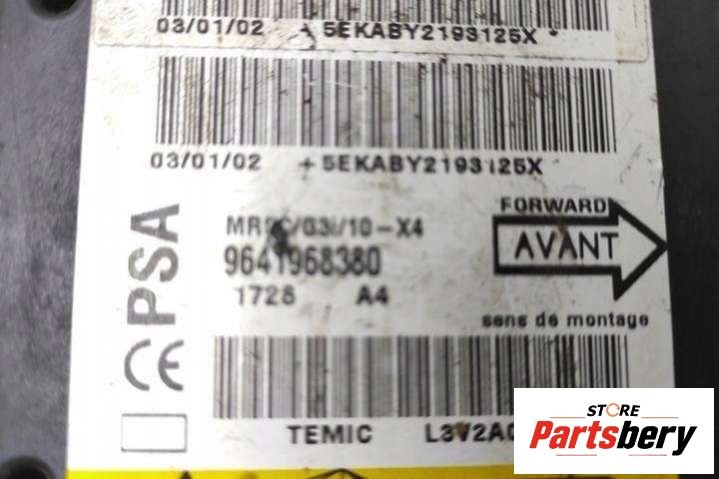 03/01/02 +5EKABY2193125X*
03/01/02 +5EKABY2193125X
FORWARD
AVANT
9641968380
1728 A4
sens de montage
CE PSA
TEMIC
STORE
Partsbery